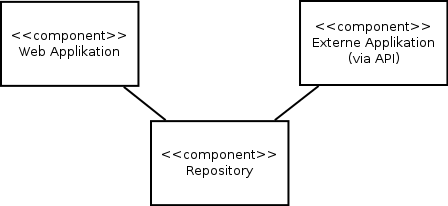 <<component>>
Web Applikation
<<component>>
Externe Applikation
(via API)
<<component>>
Repository